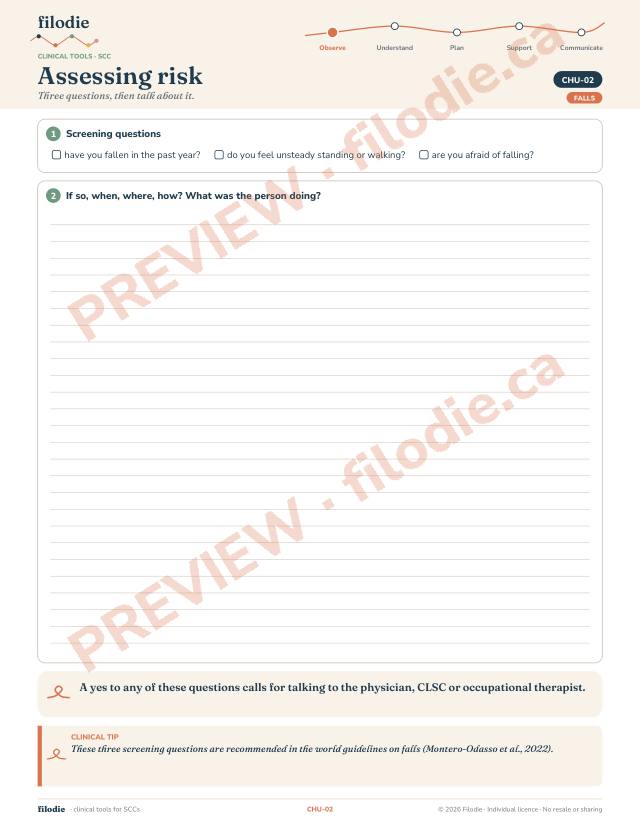 filodie
CLINICAL TOOLS · SCC
Observe Understand Plan Support Communicate
Assessing risk
Three questions, then talk about it.
CHU-02
FALLS
1 Screening questions
have you fallen in the past year? do you feel unsteady standing or walking? are you afraid of falling?
2 If so, when, where, how? What was the person doing?
PREVIEW · filodie.ca
PREVIEW · filodie.ca
A yes to any of these questions calls for talking to the physician, CLSC or occupational therapist.
CLINICAL TIP
These three screening questions are recommended in the world guidelines on falls (Montero-Odasso et al., 2022).
filodie · clinical tools for SCCs CHU-02 © 2026 Filodie · Individual licence · No resale or sharing